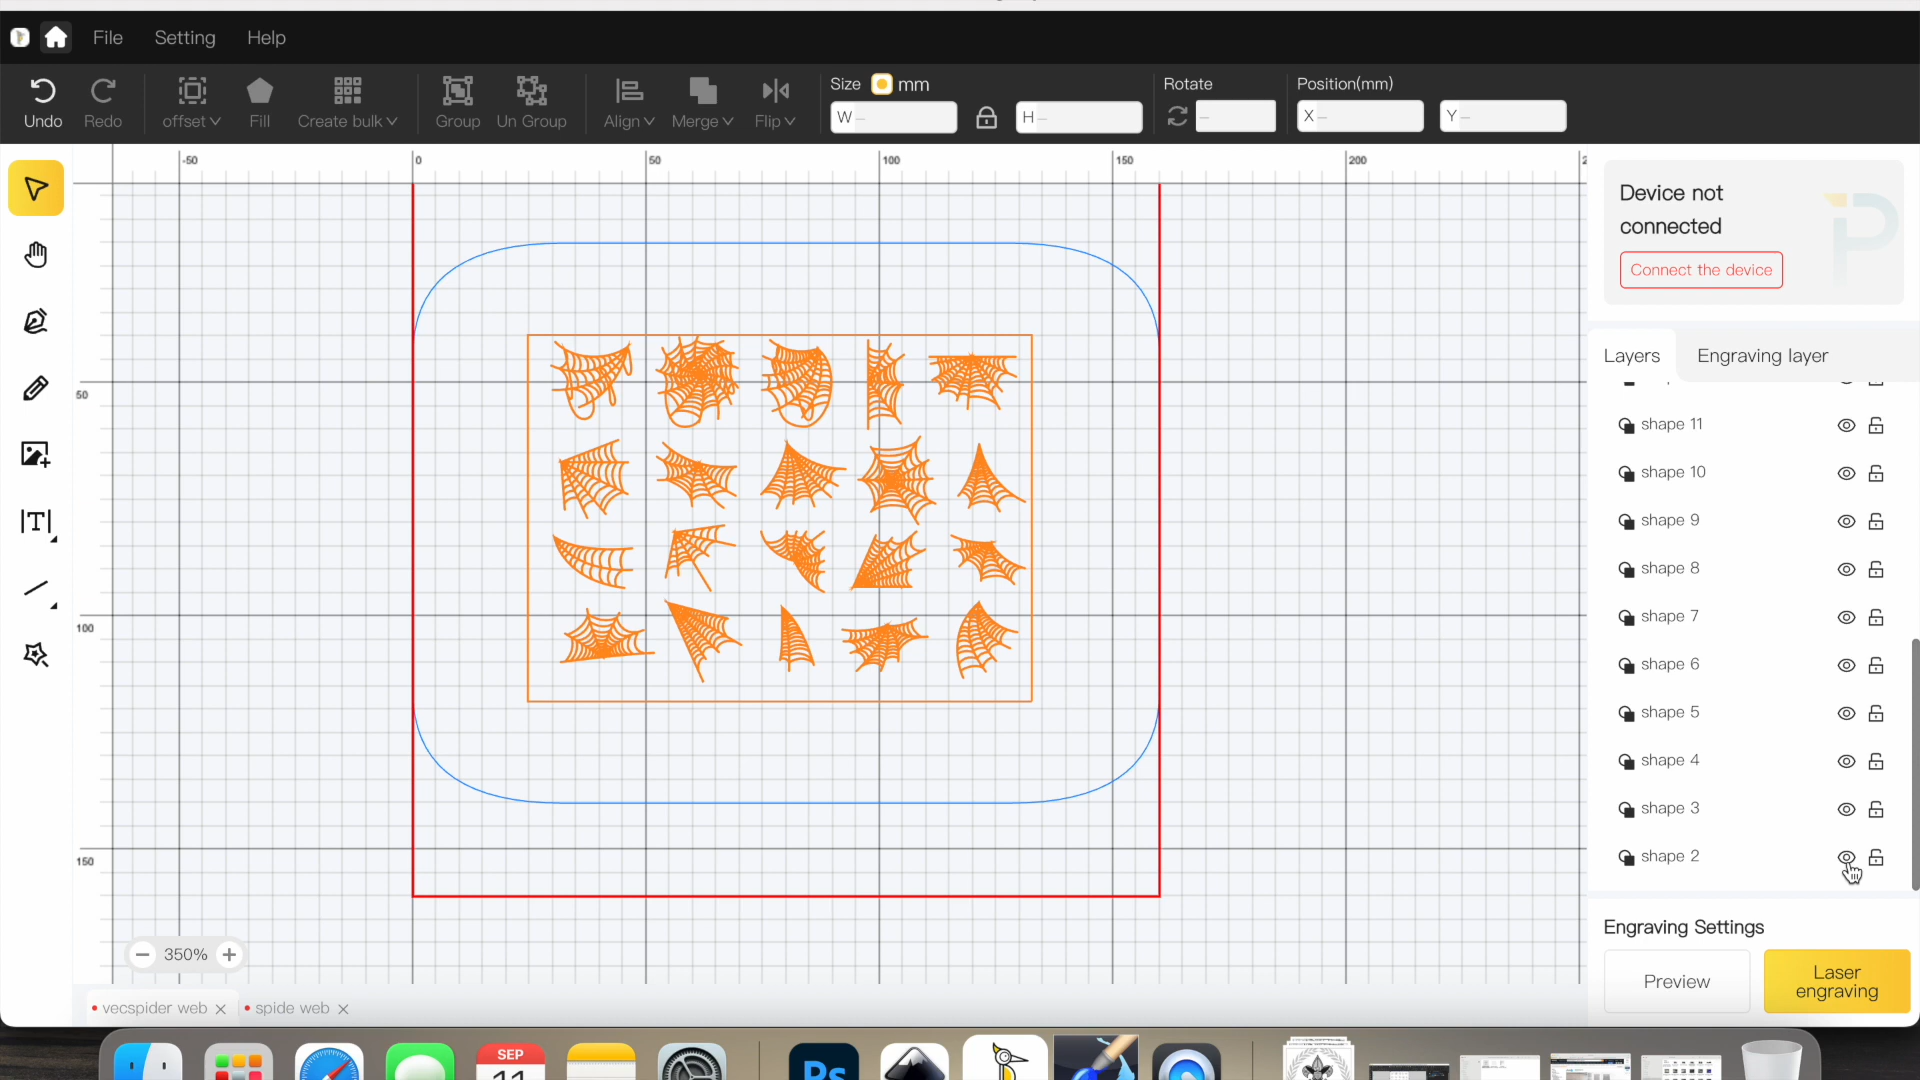 File Setting Help
Undo Redo offset Fill Create bulk Group Un Group Align Merge Flip
Size mm Rotate Position(mm)
W – H – – X – Y –
-50 0 50 100 150 200 2
50
100
150
Device not
connected
Connect the device
Layers Engraving layer
shape 11
shape 10
shape 9
shape 8
shape 7
shape 6
shape 5
shape 4
shape 3
shape 2
Engraving Settings
Preview
Laser
engraving
350%
vecspider web
spide web
SEP
11
Ps